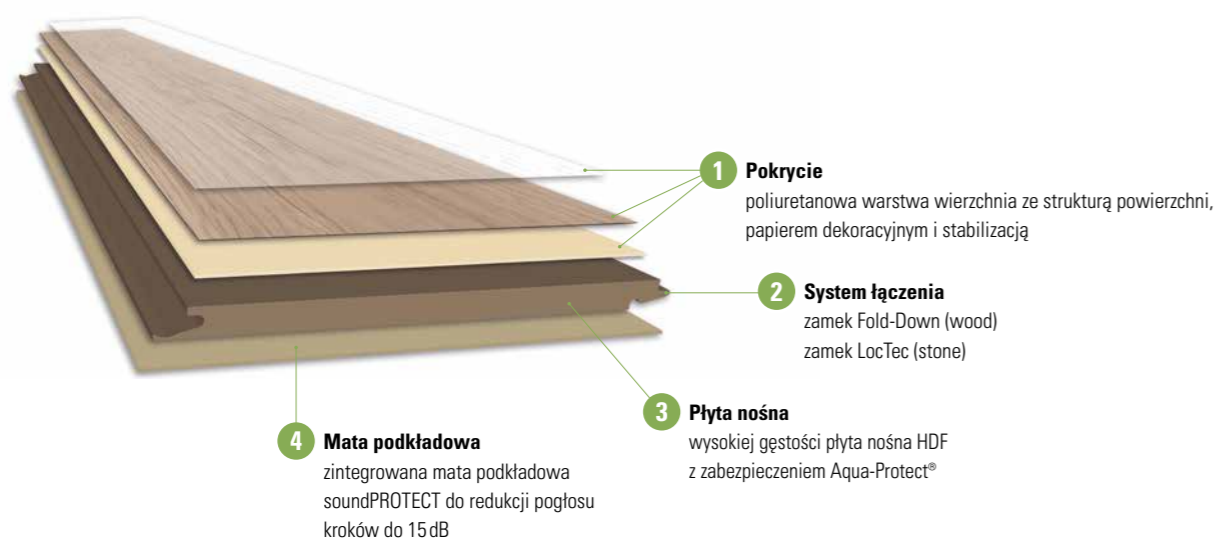 1 Pokrycie
poliuretanowa warstwa wierzchnia ze strukturą powierzchni,
papierem dekoracyjnym i stabilizacją
2 System łączenia
zamek Fold-Down (wood)
zamek LocTec (stone)
3 Płyta nośna
wysokiej gęstości płyta nośna HDF
z zabezpieczeniem Aqua-Protect®
4 Mata podkładowa
zintegrowana mata podkładowa
soundPROTECT do redukcji pogłosu
kroków do 15 dB